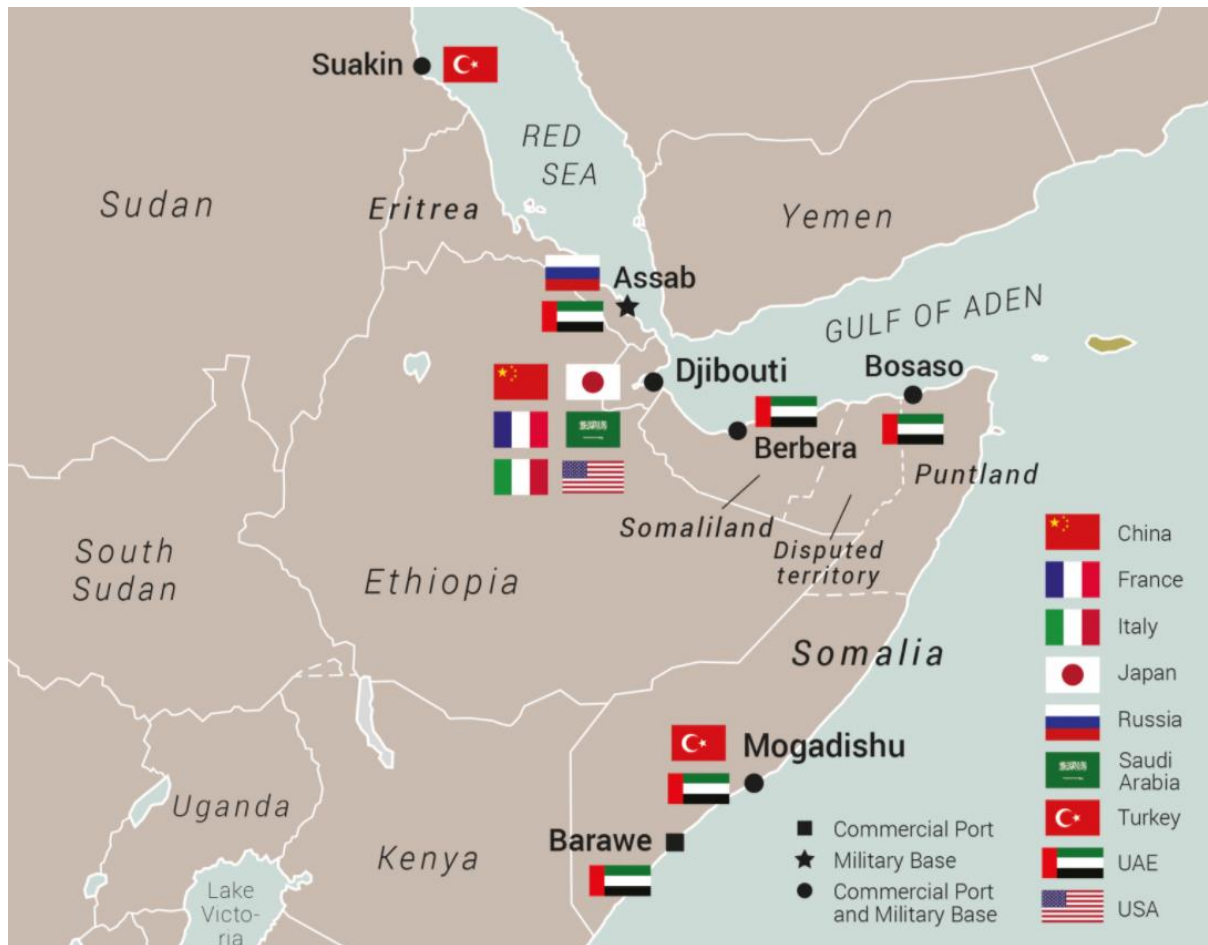 Suakin
RED
SEA
Sudan
Eritrea
Yemen
Assab
GULF OF ADEN
Djibouti
Bosaso
Berbera
Puntland
Somaliland
Disputed
territory
South
Sudan
Ethiopia
Somalia
Mogadishu
Uganda
Barawe
Kenya
Lake
Victo-
ria
Commercial Port
Military Base
Commercial Port
and Military Base
China
France
Italy
Japan
Russia
Saudi
Arabia
Turkey
UAE
USA